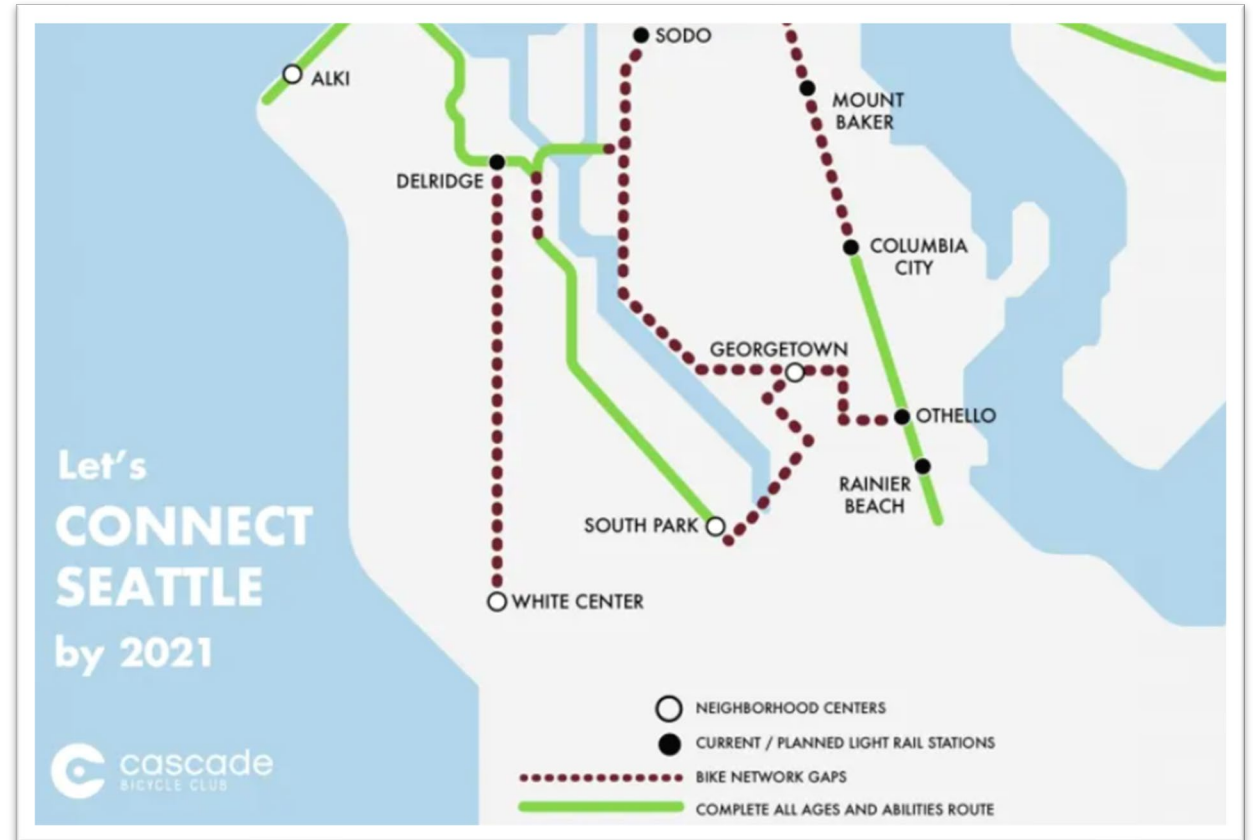 SODO
ALKI
MOUNT
BAKER
DELRIDGE
COLUMBIA
CITY
GEORGETOWN
OTHELLO
RAINIER
BEACH
SOUTH PARK
WHITE CENTER
Let's
CONNECT
SEATTLE
by 2021
NEIGHBORHOOD CENTERS
CURRENT / PLANNED LIGHT RAIL STATIONS
BIKE NETWORK GAPS
COMPLETE ALL AGES AND ABILITIES ROUTE
cascade
BICYCLE CLUB